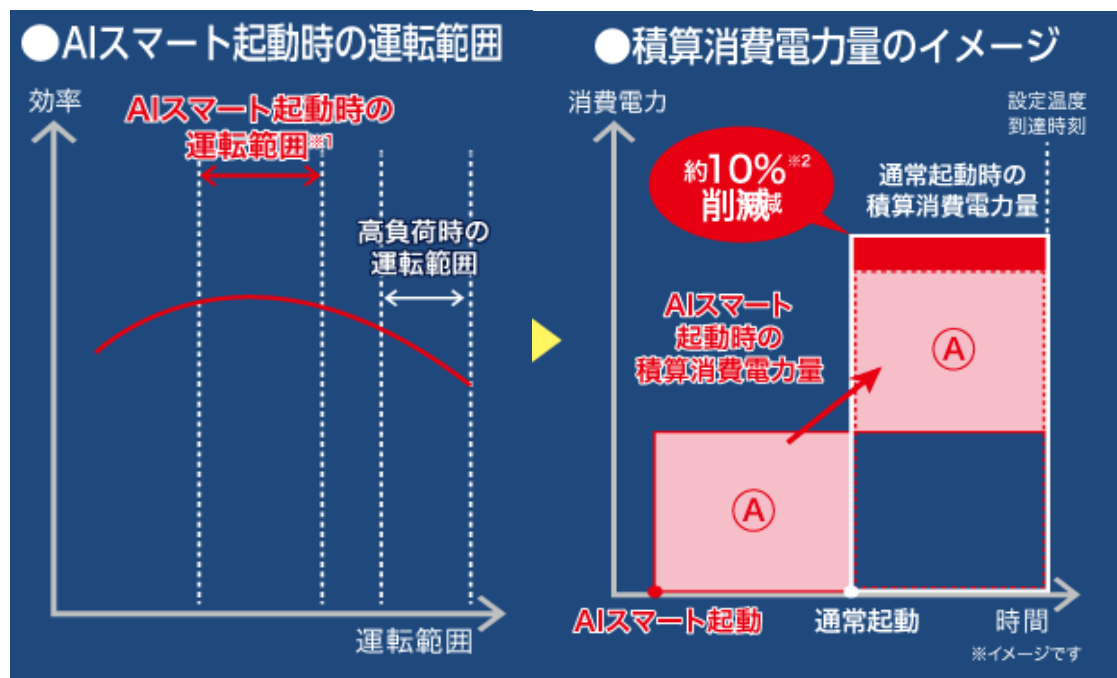 ●AIスマート起動時の運転範囲
効率
AIスマート起動時の
運転範囲※1
高負荷時の
運転範囲
運転範囲
●積算消費電力量のイメージ
消費電力
設定温度
到達時刻
約10%※2
削減
通常起動時の
積算消費電力量
AIスマート
起動時の
積算消費電力量
Ⓐ
Ⓐ
AIスマート起動
通常起動
時間
※イメージです